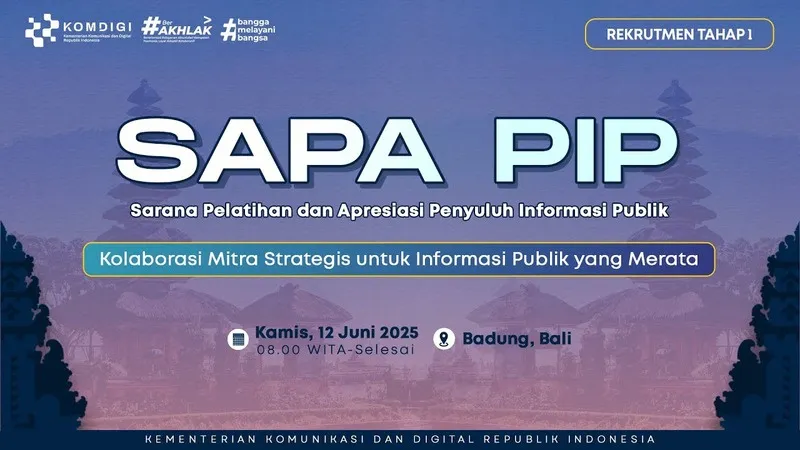 KOMDIGI
Kementerian Komunikasi dan Digital
Republik Indonesia
#BerAKHLAK
#bangga
melayani
bangsa
REKRUTMEN TAHAP 1
SAPA PIP
Sarana Pelatihan dan Apresiasi Penyuluh Informasi Publik
Kolaborasi Mitra Strategis untuk Informasi Publik yang Merata
Kamis, 12 Juni 2025
08.00 WITA-Selesai
Badung, Bali
KEMENTERIAN KOMUNIKASI DAN DIGITAL REPUBLIK INDONESIA